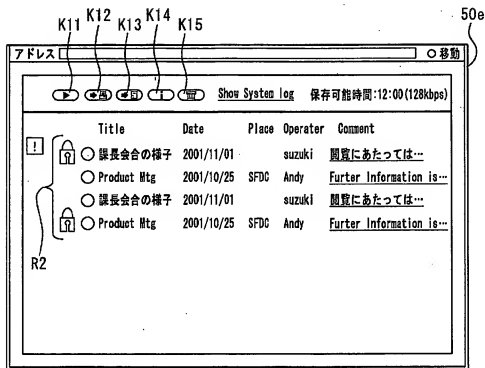 K11 K12 K13 K14 K15 50e
アドレス 移動
Show System log 保存可能時間:12:00(128kbps)
Title Date Place Operater Comment
! 課長会合の様子 2001/11/01 suzuki 閲覧にあたっては…
Product Mtg 2001/10/25 SFDC Andy Furter Information is…
課長会合の様子 2001/11/01 suzuki 閲覧にあたっては…
Product Mtg 2001/10/25 SFDC Andy Furter Information is…
R2